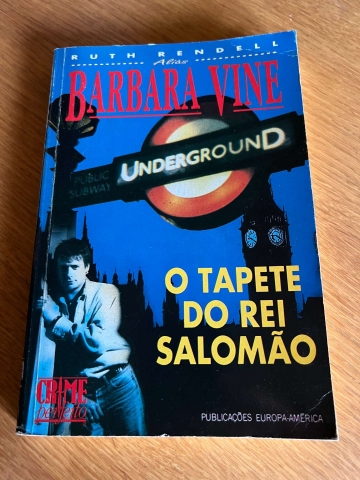 RUTH RENDELL
Alias
BARBARA VINE
PUBLIC
SUBWAY
UNDERGROUND
O TAPETE
DO REI
SALOMÃO
CRIME
perfeito
PUBLICAÇÕES EUROPA-AMÉRICA